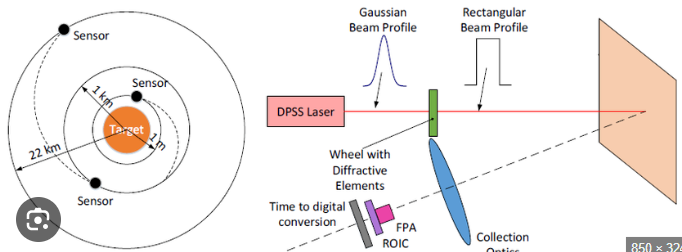 Sensor
Sensor
1 km
Target
1 m
22 km
Sensor
Gaussian
Beam Profile
Rectangular
Beam Profile
DPSS Laser
Wheel with
Diffractive
Elements
Time to digital
conversion
FPA
ROIC
Collection
Optics
850 × 32